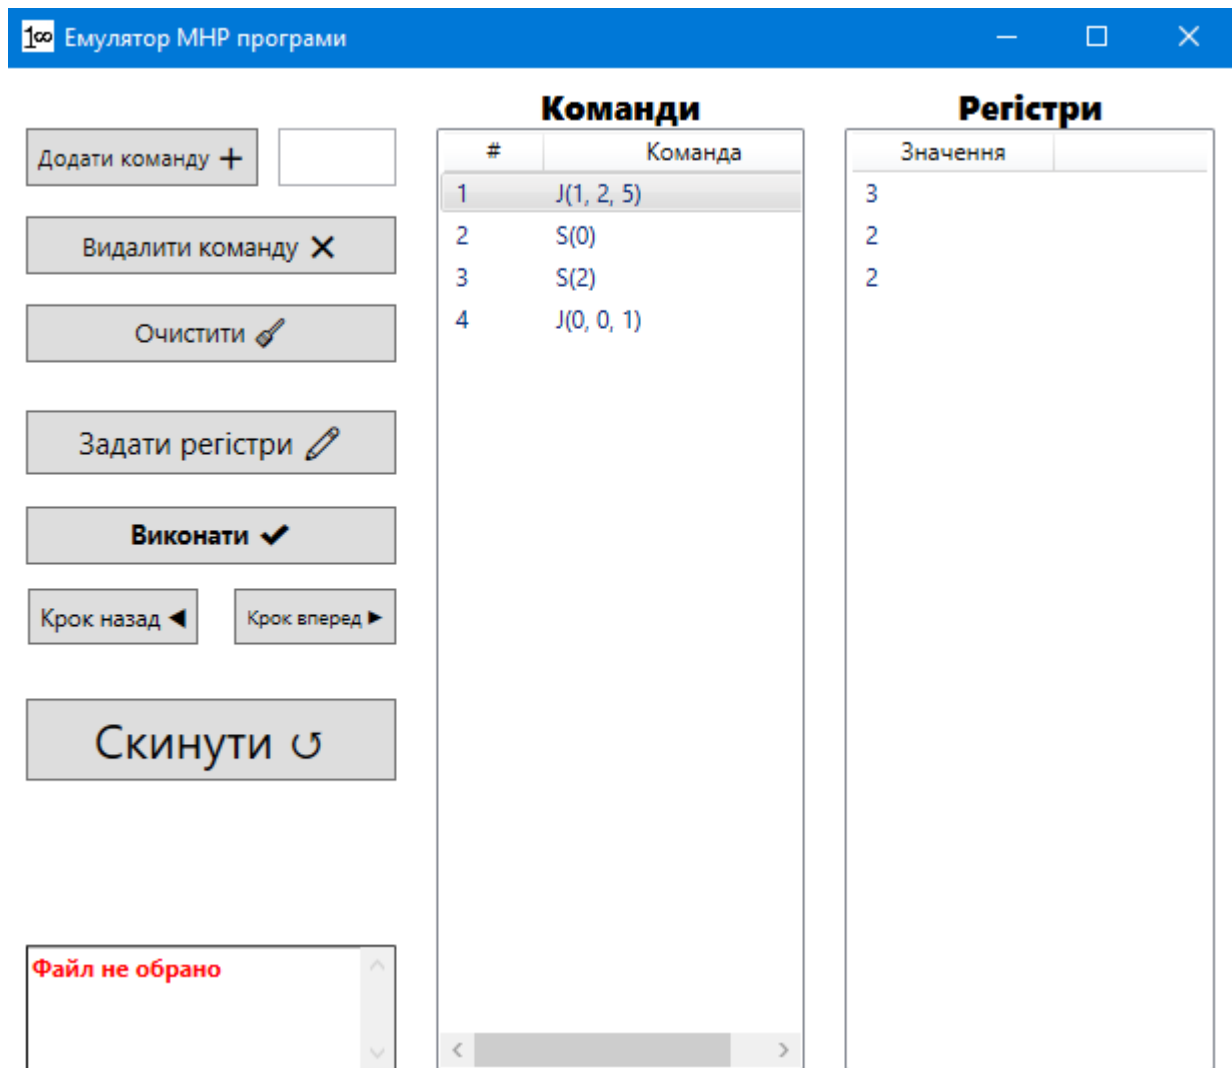 1∞ Емулятор МНР програми
Додати команду +
Видалити команду ✕
Очистити
Задати регістри
Виконати ✔
Крок назад ◀
Крок вперед ▶
Скинути ↺
Файл не обрано
Команди
# Команда
1 J(1, 2, 5)
2 S(0)
3 S(2)
4 J(0, 0, 1)
Регістри
Значення
3
2
2